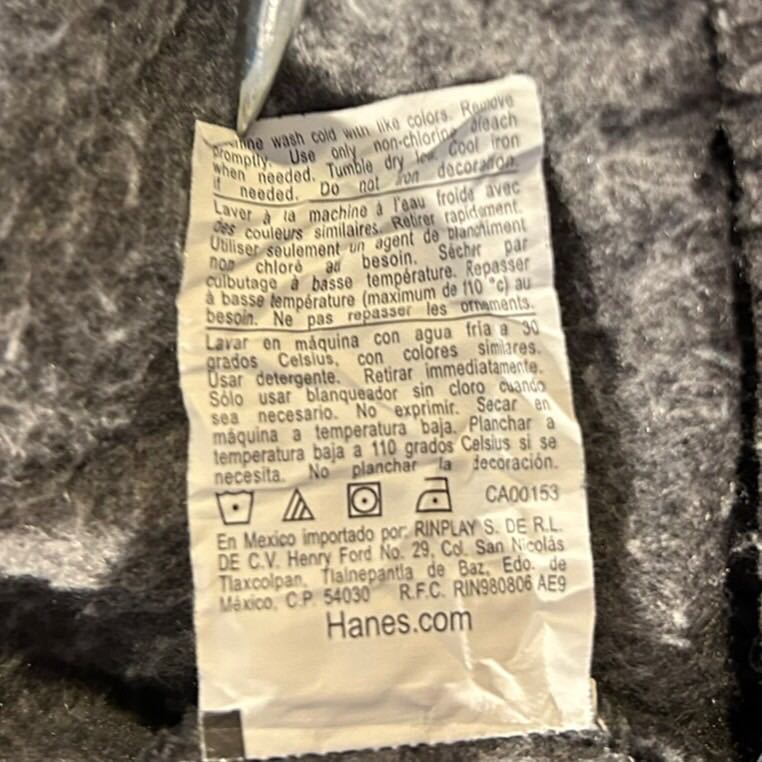 wash cold with like colors. Remove
promptly. Use only non-chlorine bleach
when needed. Tumble dry low. Cool iron
if needed. Do not iron decoration.
Laver à la machine à l'eau froide avec
des couleurs similaires. Retirer rapidement.
Utiliser seulement un agent de blanchiment
non chloré au besoin. Sécher par
culbutage à basse température. Repasser
à basse température (maximum de 110 °c) au
besoin. Ne pas repasser les ornaments.
Lavar en máquina con agua fría a 30
grados Celsius, con colores similares.
Usar detergente. Retirar immediatamente.
Sólo usar blanqueador sin cloro cuando
sea necesario. No exprimir. Secar en
máquina a temperatura baja. Planchar a
temperatura baja a 110 grados Celsius si se
necesita. No planchar la decoración.
CA00153
En Mexico importado por: RINPLAY S. DE R.L.
DE C.V. Henry Ford No. 29, Col. San Nicolás
Tlaxcolpan, Tlalnepantla de Baz, Edo. de
México, C.P. 54030 R.F.C. RIN980806 AE9
Hanes.com